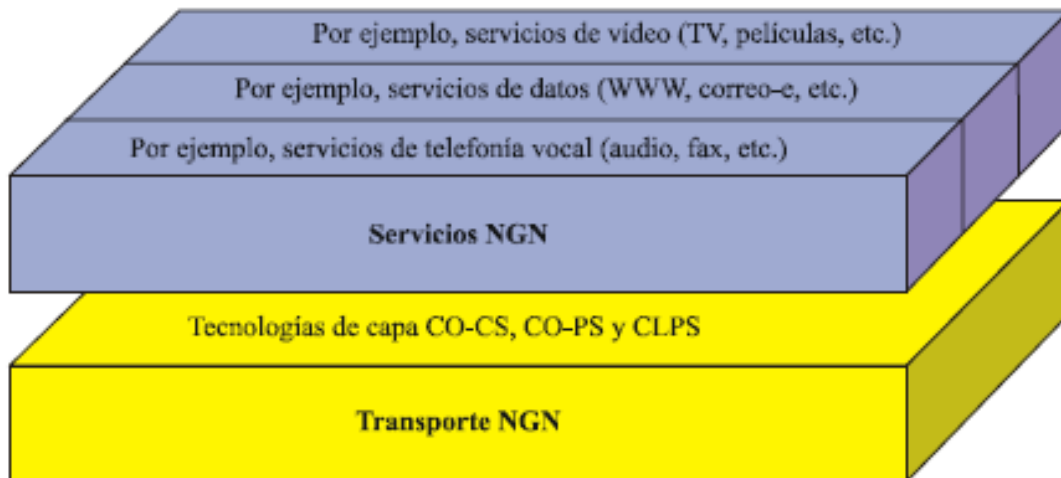 Por ejemplo, servicios de vídeo (TV, películas, etc.)
Por ejemplo, servicios de datos (WWW, correo-e, etc.)
Por ejemplo, servicios de telefonía vocal (audio, fax, etc.)
Servicios NGN
Tecnologías de capa CO-CS, CO-PS y CLPS
Transporte NGN